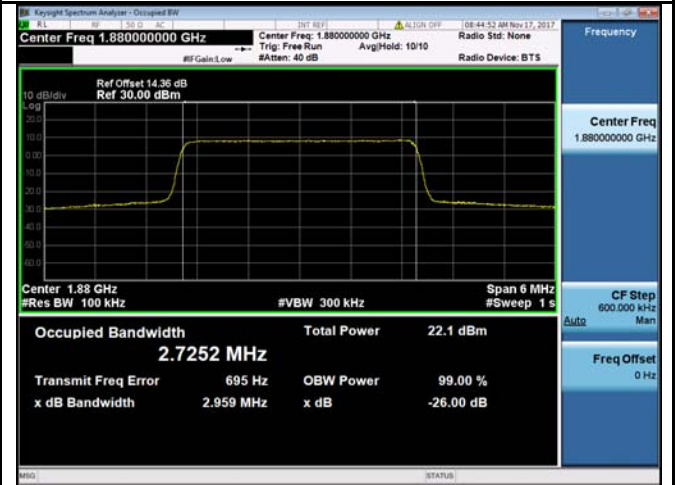 Keysight Spectrum Analyzer - Occupied BW
RL RF 50 Ω AC INT REF ALIGN OFF 08:44:52 AM Nov 17, 2017
Center Freq 1.880000000 GHz
Center Freq: 1.880000000 GHz
Radio Std: None
Trig: Free Run Avg|Hold: 10/10
#IFGain:Low #Atten: 40 dB Radio Device: BTS
Ref Offset 14.36 dB
10 dB/div Ref 30.00 dBm
Log
20.0
10.0
0.00
-10.0
-20.0
-30.0
-40.0
-50.0
-60.0
Center 1.88 GHz Span 6 MHz
#Res BW 100 kHz #VBW 300 kHz #Sweep 1 s
Occupied Bandwidth Total Power 22.1 dBm
2.7252 MHz
Transmit Freq Error 695 Hz OBW Power 99.00 %
x dB Bandwidth 2.959 MHz x dB -26.00 dB
MSG STATUS
Frequency
Center Freq
1.880000000 GHz
CF Step
600.000 kHz
Auto Man
Freq Offset
0 Hz